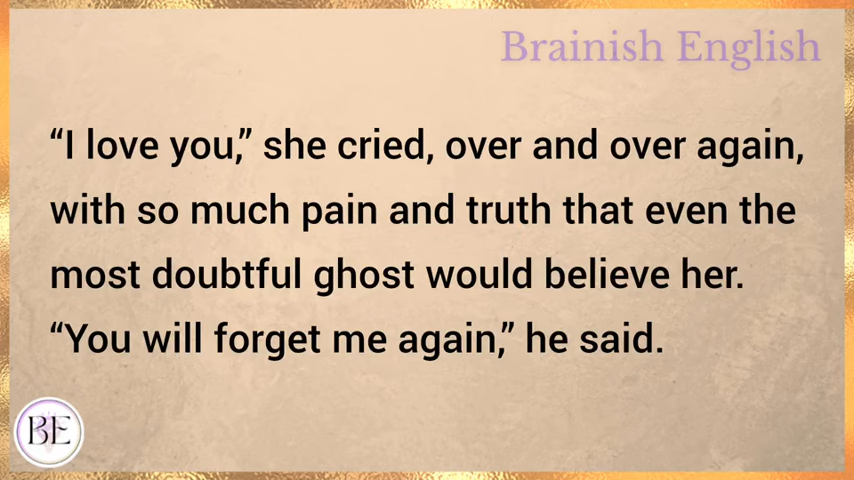 Brainish English
“I love you,” she cried, over and over again,
with so much pain and truth that even the
most doubtful ghost would believe her.
“You will forget me again,” he said.
BE